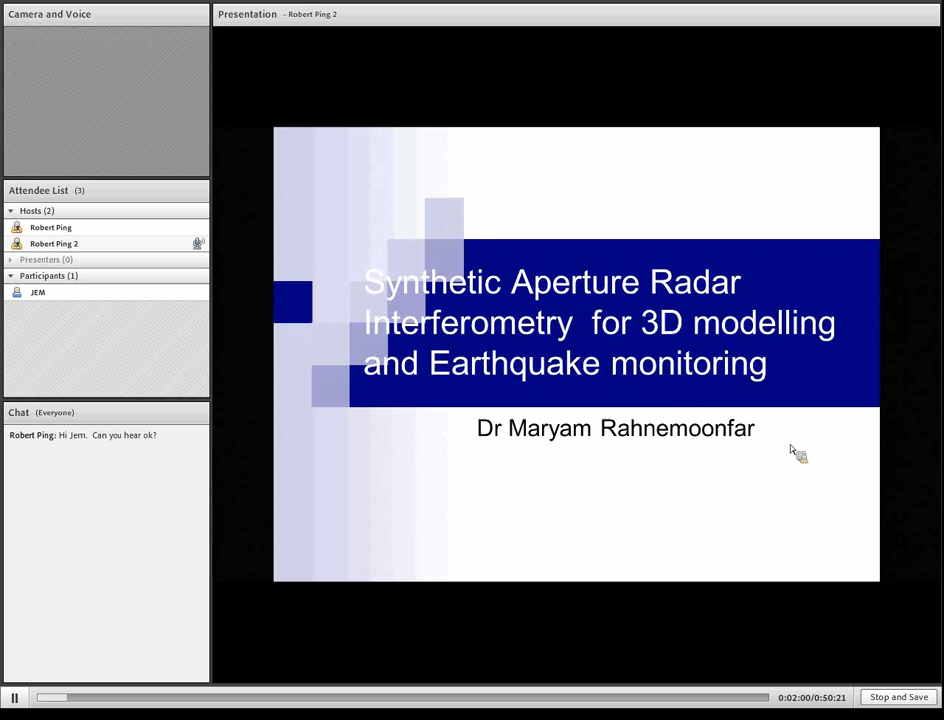 Camera and Voice
Presentation - Robert Ping 2
Attendee List (3)
Hosts (2)
Robert Ping
Robert Ping 2
Presenters (0)
Participants (1)
JEM
Chat (Everyone)
Robert Ping: Hi Jem. Can you hear ok?
Synthetic Aperture Radar
Interferometry for 3D modelling
and Earthquake monitoring
Dr Maryam Rahnemoonfar
0:02:00/0:50:21
Stop and Save